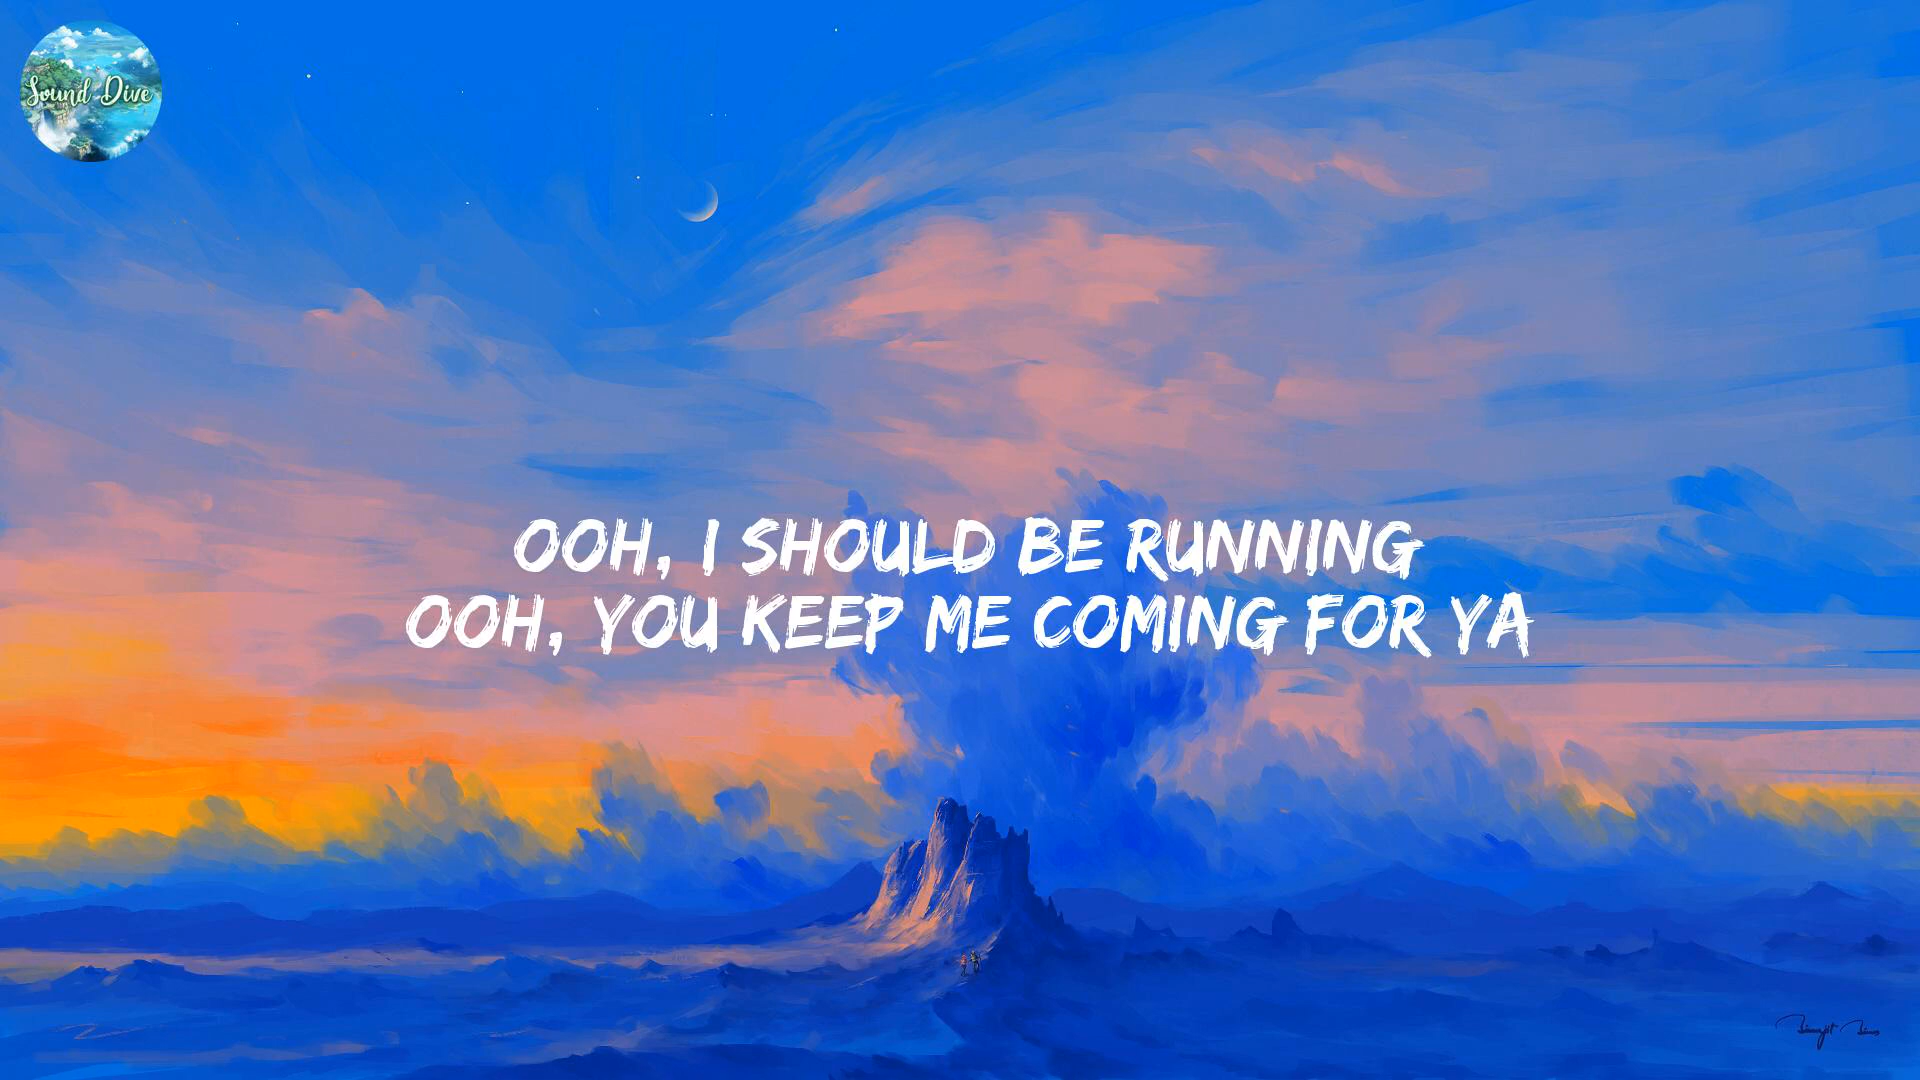 Sound Dive
OOH, I SHOULD BE RUNNING
OOH, YOU KEEP ME COMING FOR YA